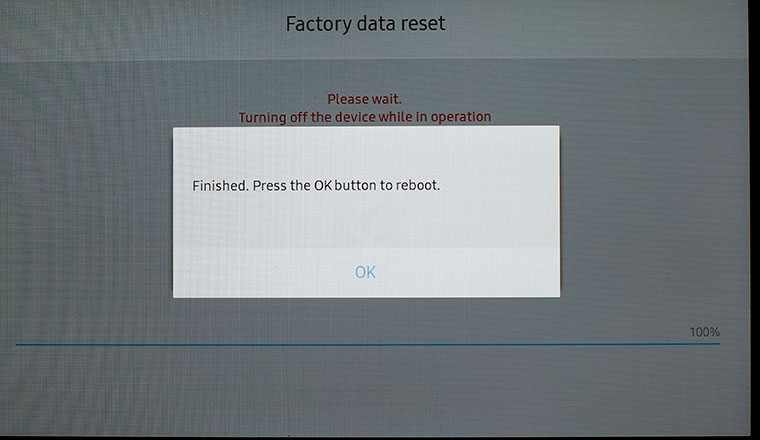 Factory data reset
Please wait.
Turning off the device while in operation
Finished. Press the OK button to reboot.
OK
100%